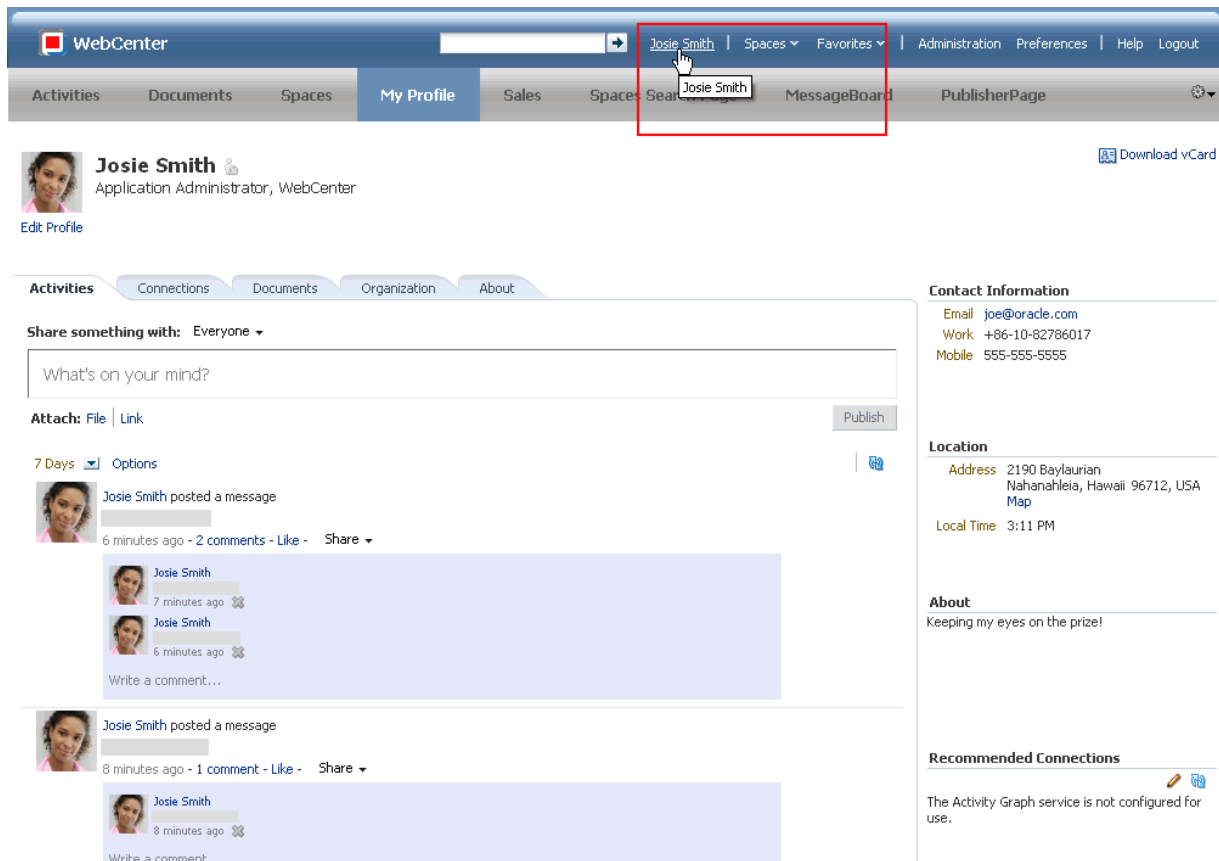 WebCenter
Josie Smith | Spaces Favorites | Administration Preferences | Help Logout
Josie Smith
Activities Documents Spaces My Profile Sales Spaces Search Page MessageBoard PublisherPage
Josie Smith
Application Administrator, WebCenter
Edit Profile
Download vCard
Activities Connections Documents Organization About
Share something with: Everyone
What's on your mind?
Attach: File | Link
Publish
7 Days Options
Josie Smith posted a message
6 minutes ago - 2 comments - Like - Share
Josie Smith
7 minutes ago
Josie Smith
6 minutes ago
Write a comment...
Josie Smith posted a message
8 minutes ago - 1 comment - Like - Share
Josie Smith
8 minutes ago
Write a comment
Contact Information
Email joe@oracle.com
Work +86-10-82786017
Mobile 555-555-5555
Location
Address 2190 Baylaurian
Nahanahleia, Hawaii 96712, USA
Map
Local Time 3:11 PM
About
Keeping my eyes on the prize!
Recommended Connections
The Activity Graph service is not configured for
use.